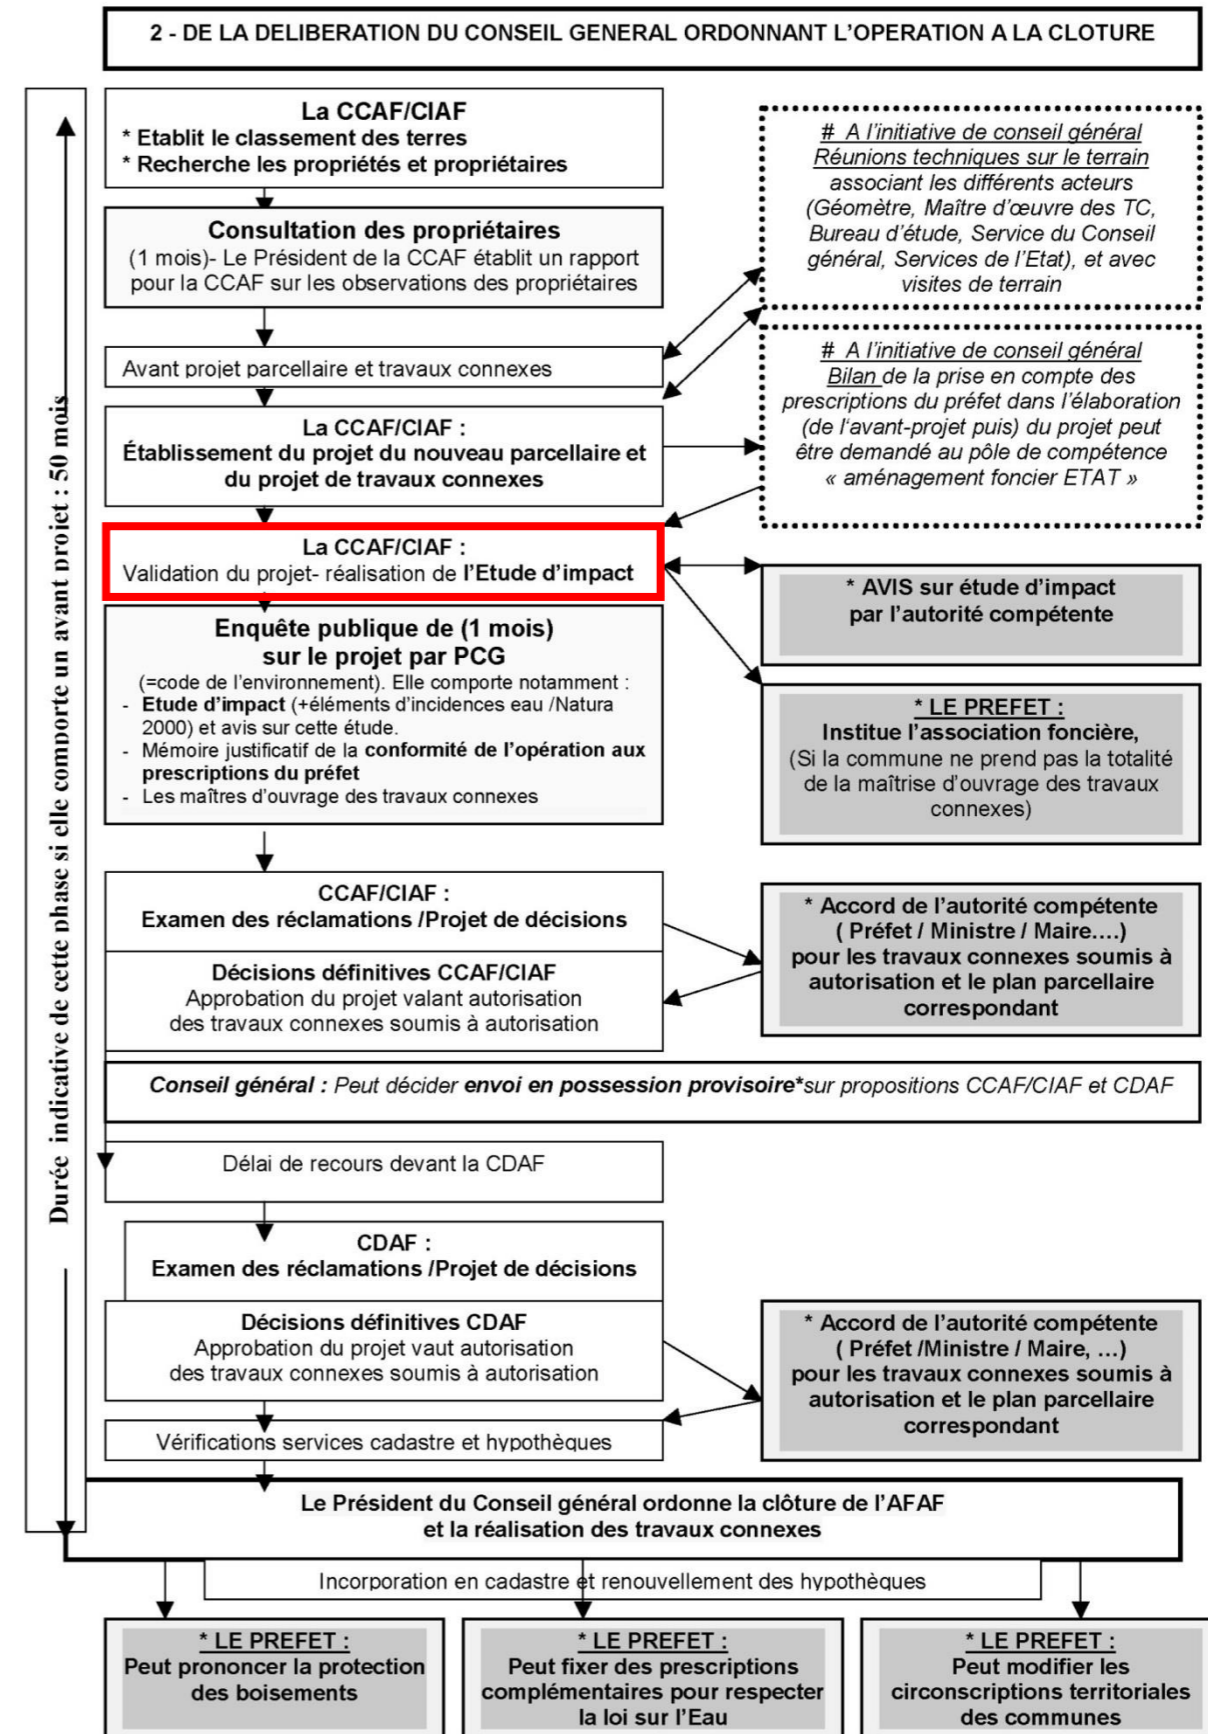 2 - DE LA DELIBERATION DU CONSEIL GENERAL ORDONNANT L'OPERATION A LA CLOTURE
Durée indicative de cette phase si elle comporte un avant projet : 50 mois
La CCAF/CIAF
* Etablit le classement des terres
* Recherche les propriétés et propriétaires
# A l'initiative de conseil général
Réunions techniques sur le terrain
associant les différents acteurs
(Géomètre, Maître d'œuvre des TC,
Bureau d'étude, Service du Conseil
général, Services de l'Etat), et avec
visites de terrain
Consultation des propriétaires
(1 mois)- Le Président de la CCAF établit un rapport
pour la CCAF sur les observations des propriétaires
Avant projet parcellaire et travaux connexes
# A l'initiative de conseil général
Bilan de la prise en compte des
prescriptions du préfet dans l'élaboration
(de l'avant-projet puis) du projet peut
être demandé au pôle de compétence
« aménagement foncier ETAT »
La CCAF/CIAF :
Établissement du projet du nouveau parcellaire et
du projet de travaux connexes
La CCAF/CIAF :
Validation du projet- réalisation de l'Etude d'impact
* AVIS sur étude d'impact
par l'autorité compétente
Enquête publique de (1 mois)
sur le projet par PCG
(=code de l'environnement). Elle comporte notamment :
- Etude d'impact (+éléments d'incidences eau /Natura
2000) et avis sur cette étude.
- Mémoire justificatif de la conformité de l'opération aux
prescriptions du préfet
- Les maîtres d'ouvrage des travaux connexes
* LE PREFET :
Institue l'association foncière,
(Si la commune ne prend pas la totalité
de la maîtrise d'ouvrage des travaux
connexes)
CCAF/CIAF :
Examen des réclamations /Projet de décisions
Décisions définitives CCAF/CIAF
Approbation du projet valant autorisation
des travaux connexes soumis à autorisation
* Accord de l'autorité compétente
( Préfet / Ministre / Maire….)
pour les travaux connexes soumis à
autorisation et le plan parcellaire
correspondant
Conseil général : Peut décider envoi en possession provisoire*sur propositions CCAF/CIAF et CDAF
Délai de recours devant la CDAF
CDAF :
Examen des réclamations /Projet de décisions
Décisions définitives CDAF
Approbation du projet vaut autorisation
des travaux connexes soumis à autorisation
* Accord de l'autorité compétente
( Préfet /Ministre / Maire, …)
pour les travaux connexes soumis à
autorisation et le plan parcellaire
correspondant
Vérifications services cadastre et hypothèques
Le Président du Conseil général ordonne la clôture de l'AFAF
et la réalisation des travaux connexes
Incorporation en cadastre et renouvellement des hypothèques
* LE PREFET :
Peut prononcer la protection
des boisements
* LE PREFET :
Peut fixer des prescriptions
complémentaires pour respecter
la loi sur l'Eau
* LE PREFET :
Peut modifier les
circonscriptions territoriales
des communes